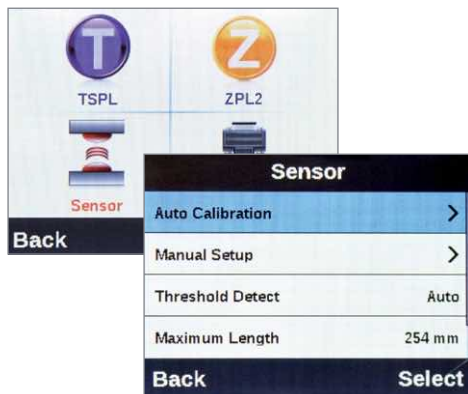 T
Z
TSPL
ZPL2
Sensor
Back
Sensor
Auto Calibration >
Manual Setup >
Threshold Detect Auto
Maximum Length 254 mm
Back Select